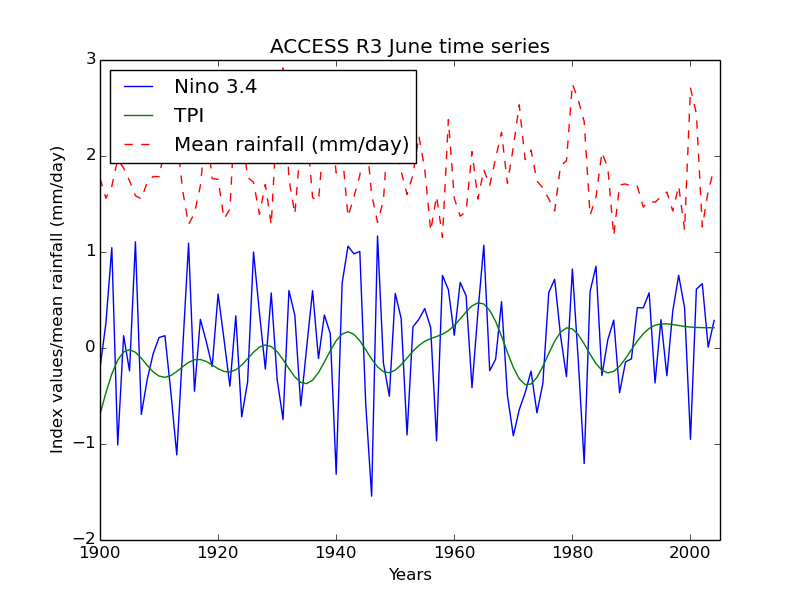 ACCESS R3 June time series
Nino 3.4
TPI
Mean rainfall (mm/day)
Index values/mean rainfall (mm/day)
3
2
1
0
−1
−2
1900 1920 1940 1960 1980 2000
Years